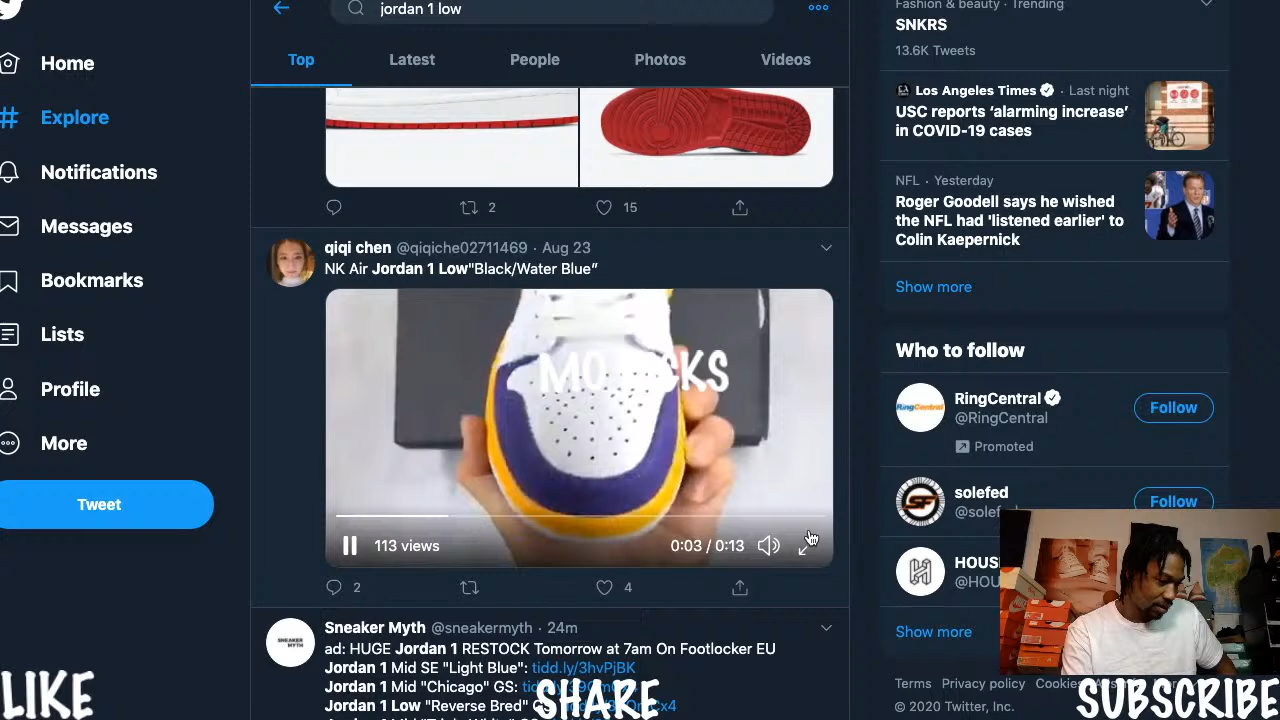 jordan 1 low
Top
Latest
People
Photos
Videos
Home
Explore
Notifications
Messages
Bookmarks
Lists
Profile
More
Tweet
2
15
qiqi chen @qiqiche02711469 · Aug 23
NK Air Jordan 1 Low"Black/Water Blue”
113 views
0:03 / 0:13
2
4
Sneaker Myth @sneakermyth · 24m
ad: HUGE Jordan 1 RESTOCK Tomorrow at 7am On Footlocker EU
Jordan 1 Mid SE "Light Blue": tidd.ly/3hvPjBK
Jordan 1 Mid "Chicago" GS:
Jordan 1 Low "Reverse Bred"
Fashion & beauty · Trending
SNKRS
13.6K Tweets
Los Angeles Times · Last night
USC reports ‘alarming increase’
in COVID-19 cases
NFL · Yesterday
Roger Goodell says he wished
the NFL had 'listened earlier' to
Colin Kaepernick
Show more
Who to follow
RingCentral
@RingCentral
Promoted
Follow
solefed
@solef
Follow
HOUS
@HOU
Show more
Terms Privacy policy
© 2020 Twitter, Inc.
LIKE
SHARE
SUBSCRIBE